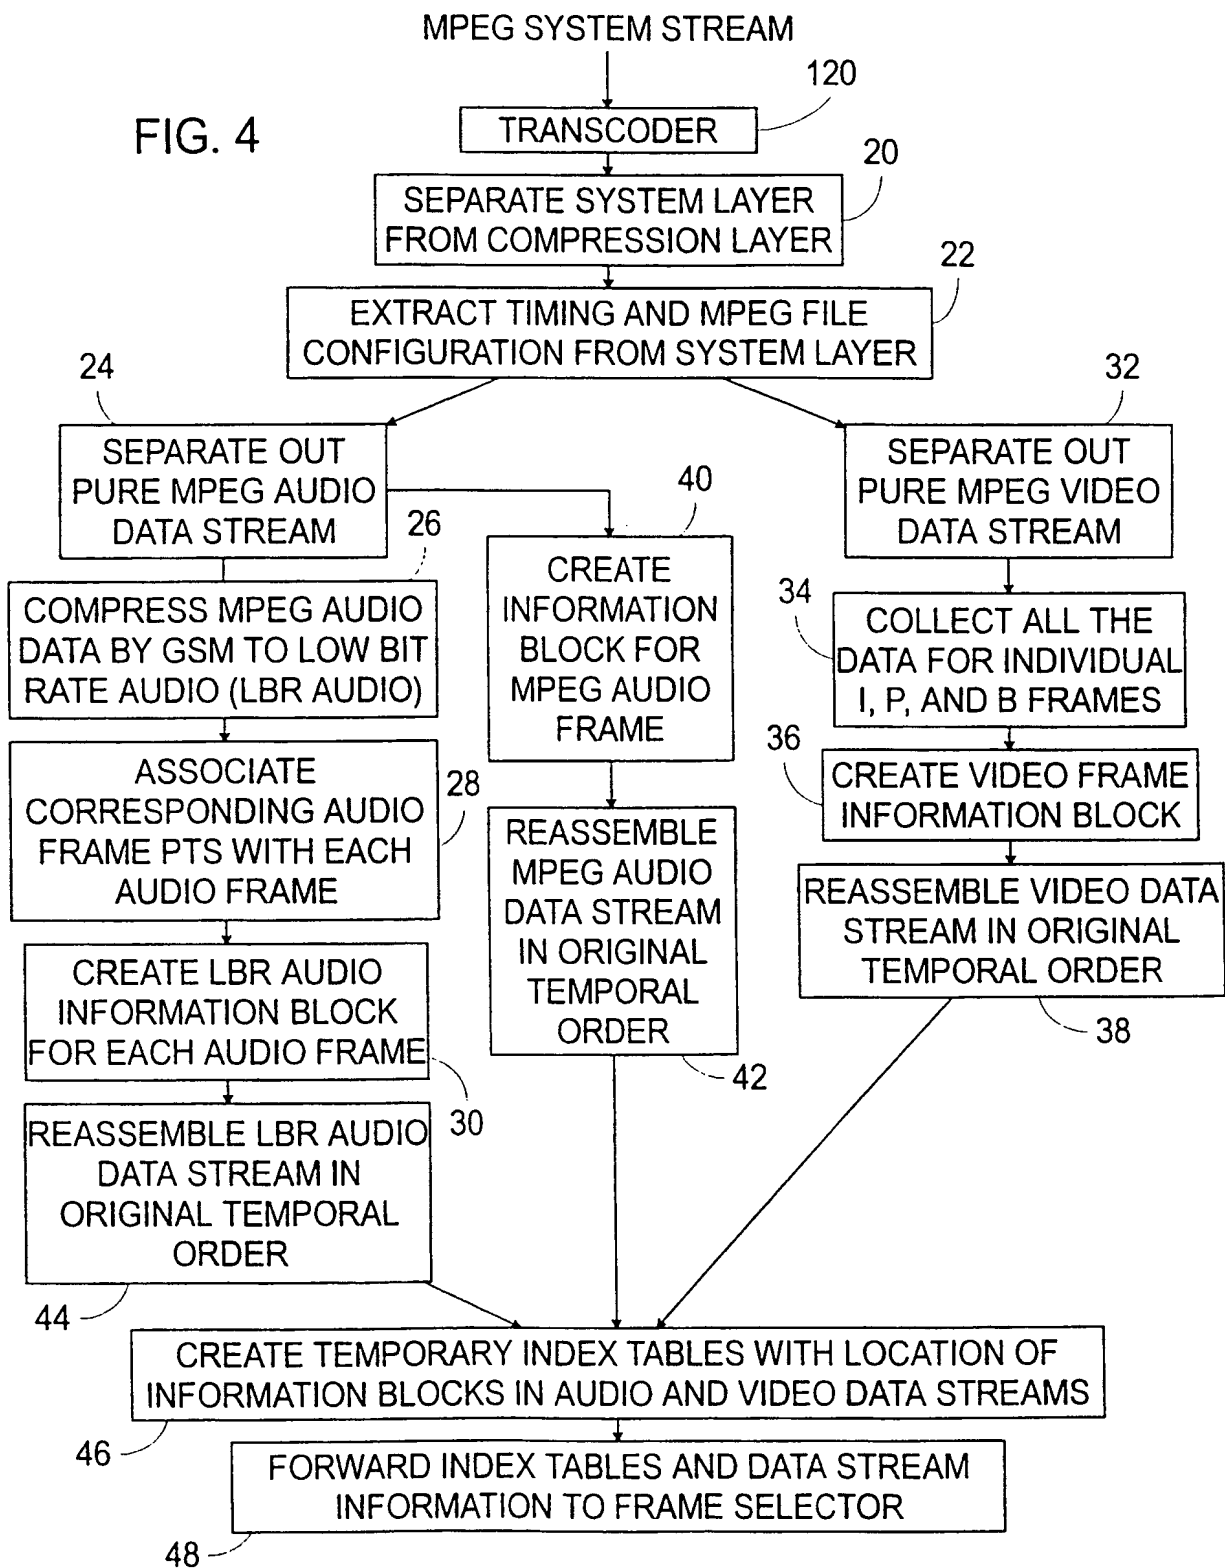 MPEG SYSTEM STREAM
120
FIG. 4
TRANSCODER
20
SEPARATE SYSTEM LAYER
FROM COMPRESSION LAYER
22
EXTRACT TIMING AND MPEG FILE
CONFIGURATION FROM SYSTEM LAYER
24
SEPARATE OUT
PURE MPEG AUDIO
DATA STREAM
26
COMPRESS MPEG AUDIO
DATA BY GSM TO LOW BIT
RATE AUDIO (LBR AUDIO)
ASSOCIATE
CORRESPONDING AUDIO
FRAME PTS WITH EACH
AUDIO FRAME
28
CREATE LBR AUDIO
INFORMATION BLOCK
FOR EACH AUDIO FRAME
30
REASSEMBLE LBR AUDIO
DATA STREAM IN
ORIGINAL TEMPORAL
ORDER
44
40
CREATE
INFORMATION
BLOCK FOR
MPEG AUDIO
FRAME
REASSEMBLE
MPEG AUDIO
DATA STREAM
IN ORIGINAL
TEMPORAL
ORDER
42
32
SEPARATE OUT
PURE MPEG VIDEO
DATA STREAM
34
COLLECT ALL THE
DATA FOR INDIVIDUAL
I, P, AND B FRAMES
36
CREATE VIDEO FRAME
INFORMATION BLOCK
REASSEMBLE VIDEO DATA
STREAM IN ORIGINAL
TEMPORAL ORDER
38
CREATE TEMPORARY INDEX TABLES WITH LOCATION OF
INFORMATION BLOCKS IN AUDIO AND VIDEO DATA STREAMS
46
FORWARD INDEX TABLES AND DATA STREAM
INFORMATION TO FRAME SELECTOR
48